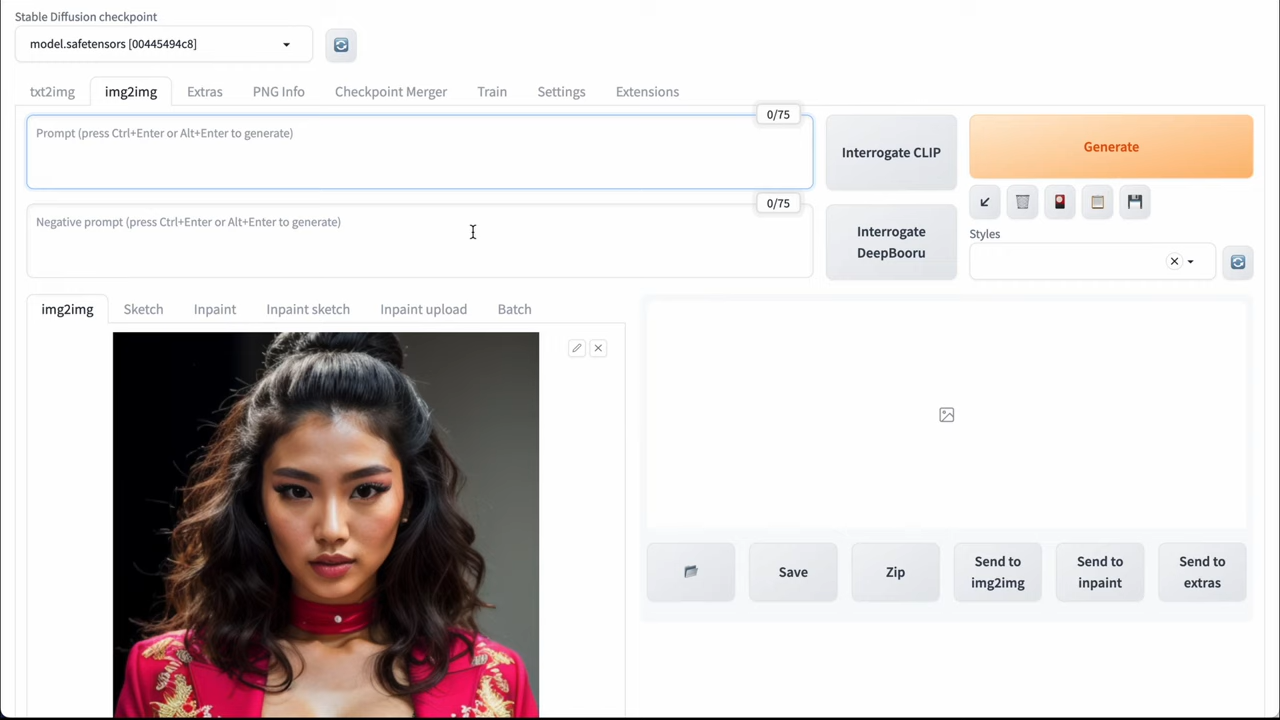 Stable Diffusion checkpoint
model.safetensors [00445494c8]
txt2img img2img Extras PNG Info Checkpoint Merger Train Settings Extensions
0/75
Prompt (press Ctrl+Enter or Alt+Enter to generate)
Interrogate CLIP
Generate
0/75
Negative prompt (press Ctrl+Enter or Alt+Enter to generate)
Interrogate
DeepBooru
Styles
img2img Sketch Inpaint Inpaint sketch Inpaint upload Batch
Save
Zip
Send to
img2img
Send to
inpaint
Send to
extras